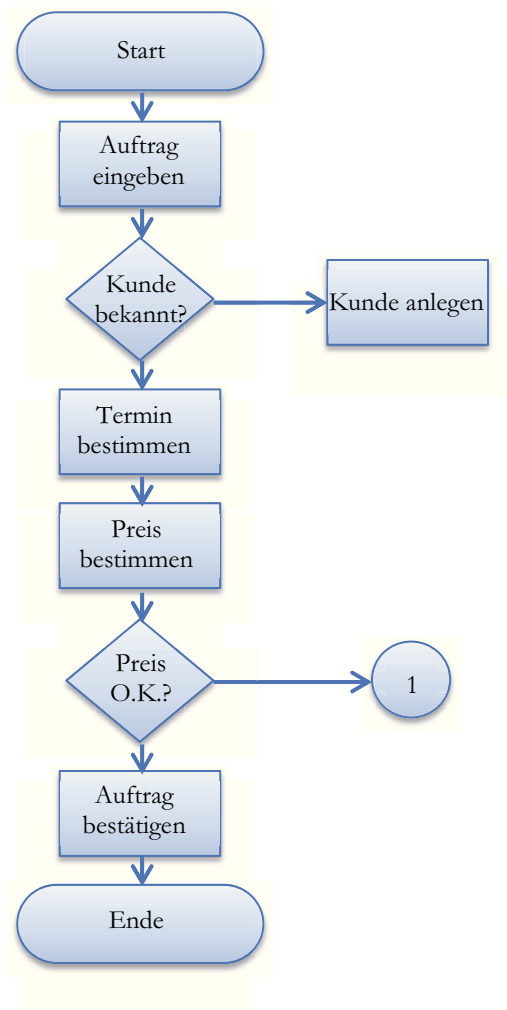 Start
Auftrag
eingeben
Kunde
bekannt?
Kunde anlegen
Termin
bestimmen
Preis
bestimmen
Preis
O.K.?
1
Auftrag
bestätigen
Ende